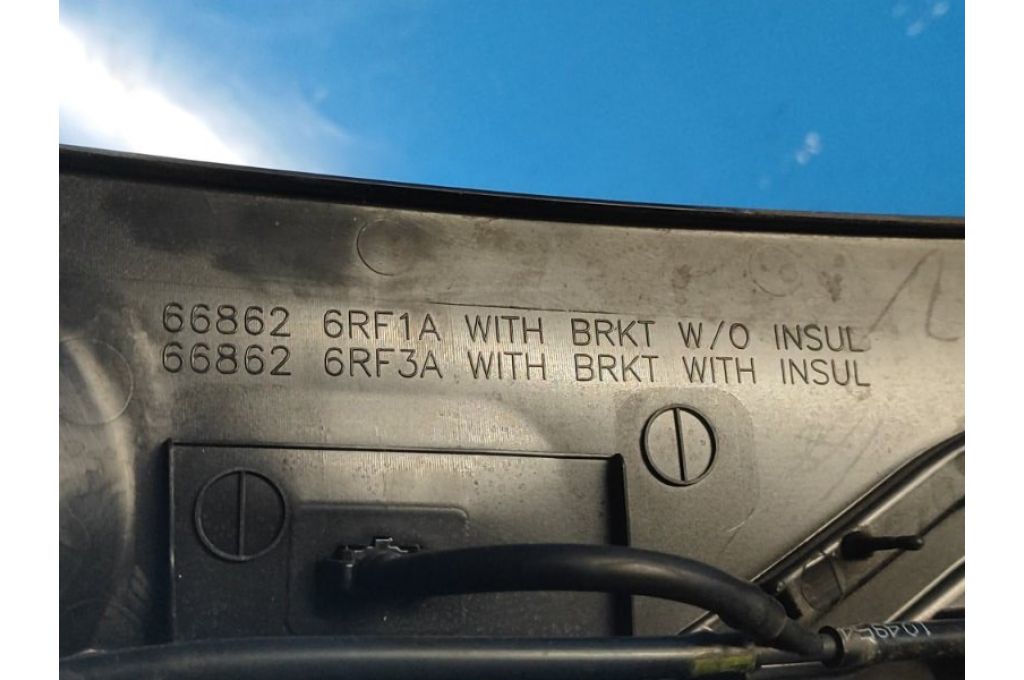 66862 6RF1A WITH BRKT W/O INSUL
66862 6RF3A WITH BRKT WITH INSUL